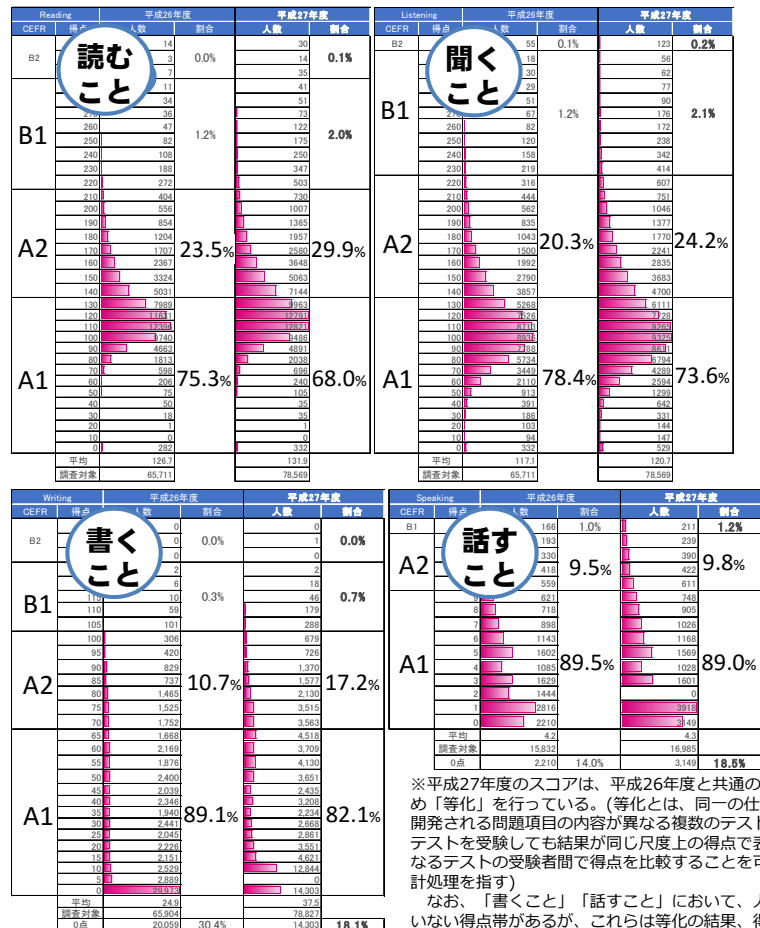 Reading 平成26年度 平成27年度
CEFR 得点 人数 割合 人数 割合
読む
こと
B2 14 0.0% 30 0.1%
3 14
7 35
B1 11 1.2% 41 2.0%
34 51
270 36 73
260 47 122
250 82 175
240 108 250
230 188 347
220 272 503
A2 210 404 23.5% 730 29.9%
200 556 1007
190 854 1365
180 1204 1957
170 1707 2580
160 2367 3648
150 3324 5063
140 5031 7144
A1 130 7989 75.3% 9963 68.0%
120 11631 12791
110 12396 12821
100 9740 9486
90 4663 4891
80 1813 2038
70 598 696
60 206 240
50 75 105
40 50 35
30 18 35
20 1 1
10 0 0
0 282 332
平均 126.7 131.9
調査対象 65,711 78,569
Listening 平成26年度 平成27年度
CEFR 得点 人数 割合 人数 割合
聞く
こと
B2 55 0.1% 123 0.2%
18 56
30 62
B1 29 1.2% 77 2.1%
51 90
270 67 176
260 82 172
250 120 238
240 158 342
230 219 414
A2 220 316 20.3% 607 24.2%
210 444 751
200 562 1046
190 835 1377
180 1043 1770
170 1500 2241
160 1992 2835
150 2790 3683
140 3857 4700
A1 130 5268 78.4% 6111 73.6%
120 7526 7728
110 8713 9265
100 8936 9325
90 7788 8611
80 5734 6794
70 3449 4289
60 2110 2594
50 913 1299
40 391 642
30 186 331
20 103 144
10 94 147
0 332 529
平均 117.1 120.7
調査対象 65,711 78,569
Writing 平成26年度 平成27年度
CEFR 得点 人数 割合 人数 割合
書く
こと
B2 0 0.0% 0 0.0%
0 1
0 0
B1 2 0.3% 2 0.7%
6 18
115 10 46
110 59 179
105 101 288
A2 100 306 10.7% 679 17.2%
95 420 726
90 829 1,370
85 737 1,577
80 1,465 2,130
75 1,525 3,515
70 1,752 3,563
A1 65 1,668 89.1% 4,518 82.1%
60 2,169 3,709
55 1,876 4,130
50 2,400 3,651
45 2,039 2,435
40 2,346 3,208
35 1,940 2,234
30 2,441 2,668
25 2,045 2,861
20 2,226 3,551
15 2,151 4,621
10 2,529 12,844
5 2,889 0
0 14,303
平均 24.9 37.5
調査対象 65,904 78,827
0点 20,059 30.4% 14,303 18.1%
Speaking 平成26年度 平成27年度
CEFR 得点 人数 割合 人数 割合
話す
こと
B1 166 1.0% 211 1.2%
A2 193 9.5% 239 9.8%
330 390
418 422
559 611
A1 9 621 89.5% 748 89.0%
8 718 905
7 898 1026
6 1143 1168
5 1602 1569
4 1085 1028
3 1629 1601
2 1444 0
1 2816 3918
0 2210 3149
平均 4.2 4.3
調査対象 15,832 16,985
0点 2,210 14.0% 3,149 18.5%
※平成27年度のスコアは、平成26年度と共通の
め「等化」を行っている。(等化とは、同一の仕
開発される問題項目の内容が異なる複数のテスト
テストを受験しても結果が同じ尺度上の得点で表
なるテストの受験者間で得点を比較することを可
計処理を指す)
なお、「書くこと」「話すこと」において、人
いない得点帯があるが、これらは等化の結果、得